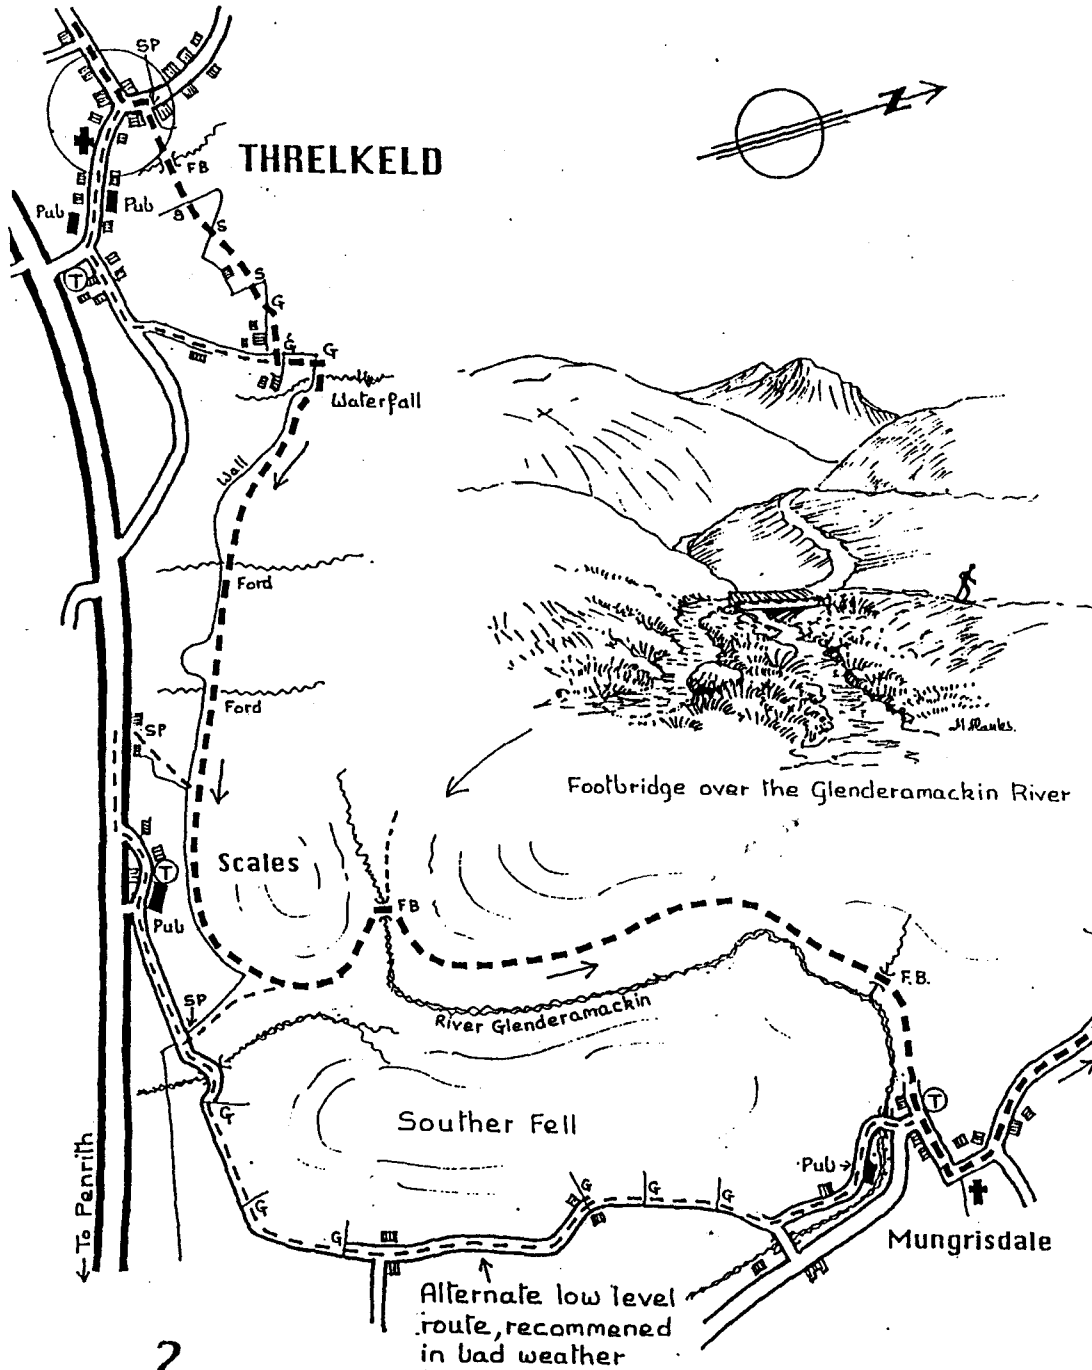 SP
THRELKELD
N
FB
Pub
Pub
S
S
T
S
G
G
G
Waterfall
Wall
Ford
Ford
SP
H Hanks.
Footbridge over the Glenderamackin River
Scales
T
FB
Pub
F.B.
SP
River Glenderamackin
T
G
Souther Fell
To Penrith
Pub
G
G
G
G
G
Mungrisdale
Alternate low level
route, recommened
in bad weather
2